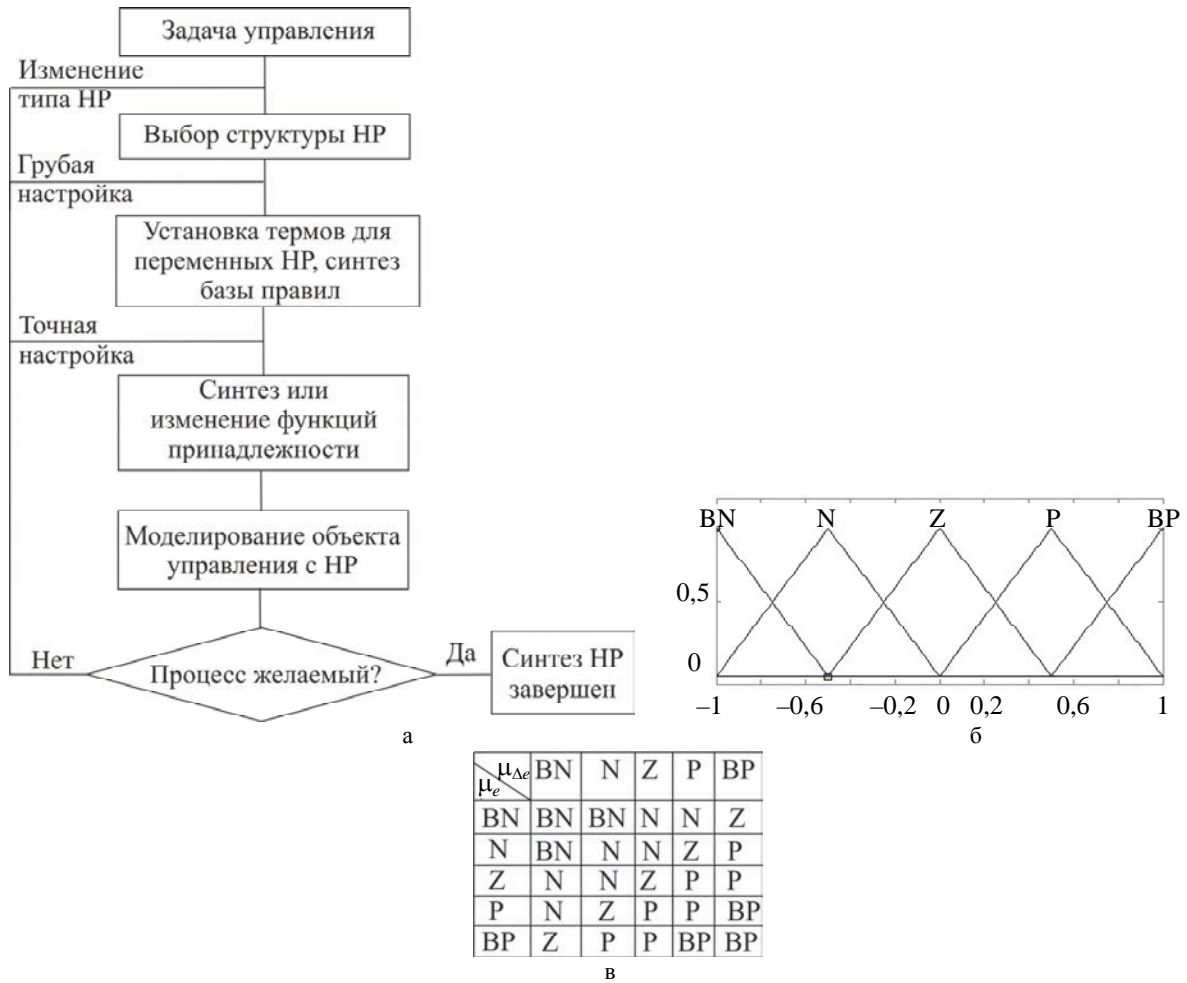 Задача управления
Изменение
типа НР
Выбор структуры НР
Грубая
настройка
Установка термов для
переменных НР, синтез
базы правил
Точная
настройка
Синтез или
изменение функций
принадлежности
Моделирование объекта
управления с НР
Нет
Процесс желаемый?
Да
Синтез НР
завершен
а
BN N Z P BP
0,5
0
–1 –0,6 –0,2 0 0,2 0,6 1
б
μΔe BN N Z P BP
μe
BN BN BN N N Z
N BN N N Z P
Z N N Z P P
P N Z P P BP
BP Z P P BP BP
в